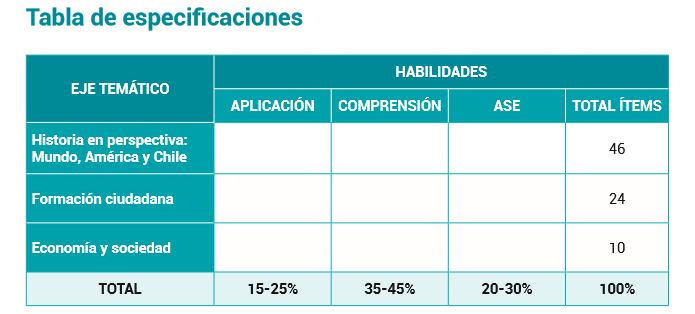 Tabla de especificaciones
EJE TEMÁTICO
HABILIDADES
APLICACIÓN COMPRENSIÓN ASE TOTAL ÍTEMS
Historia en perspectiva:
Mundo, América y Chile
46
Formación ciudadana 24
Economía y sociedad 10
TOTAL 15-25% 35-45% 20-30% 100%